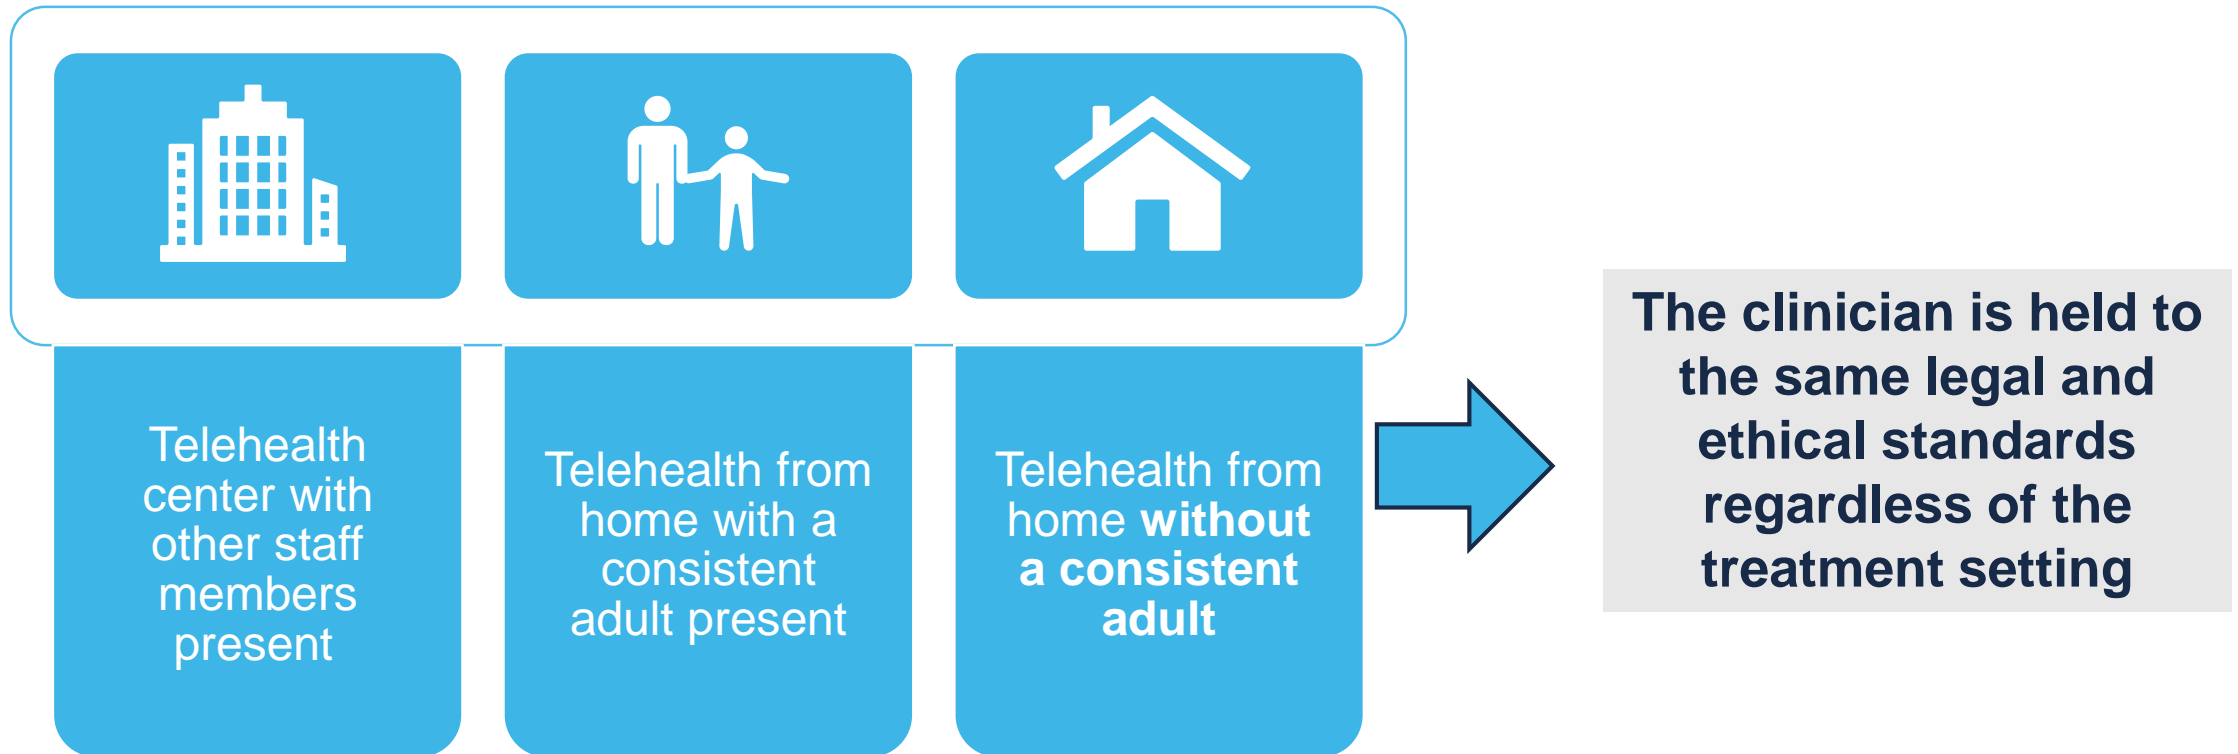 Telehealth
center with
other staff
members
present
Telehealth from
home with a
consistent
adult present
Telehealth from
home without
a consistent
adult
The clinician is held to
the same legal and
ethical standards
regardless of the
treatment setting